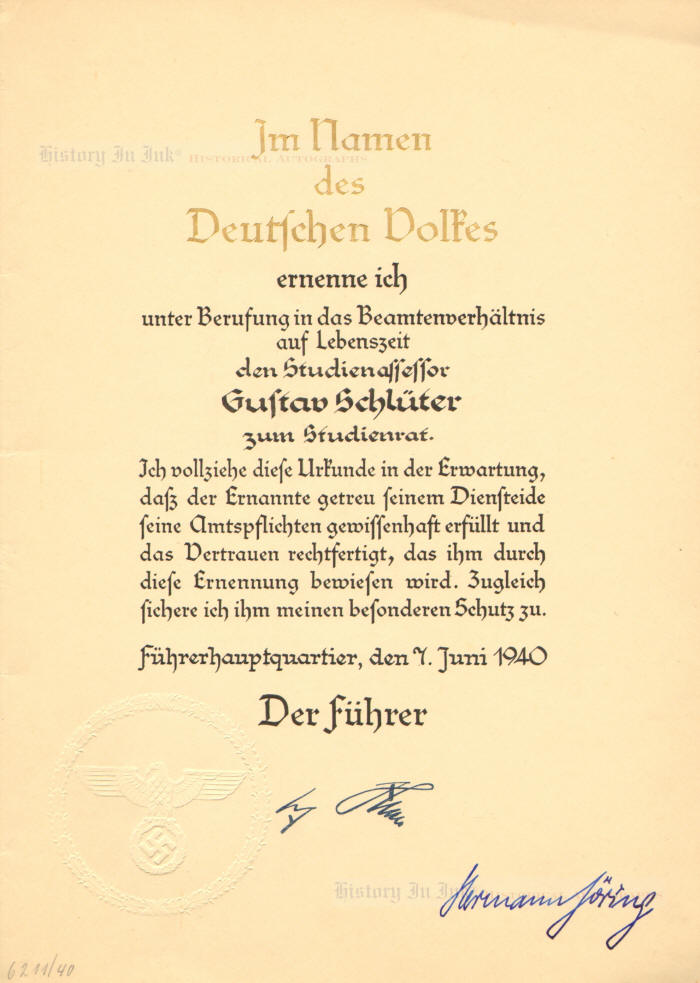 Im Namen
History In Ink® HISTORICAL AUTOGRAPHS
des
Deutschen Volkes
ernenne ich
unter Berufung in das Beamtenverhältnis
auf Lebenszeit
den Studienassessor
Gustav Schlüter
zum Studienrat.
Ich vollziehe diese Urkunde in der Erwartung,
daß der Ernannte getreu seinem Diensteide
seine Amtspflichten gewissenhaft erfüllt und
das Vertrauen rechtfertigt, das ihm durch
diese Ernennung bewiesen wird. Zugleich
sichere ich ihm meinen besonderen Schutz zu.
Führerhauptquartier, den 7. Juni 1940
Der Führer
History In Ink
Hermann Göring
6211/40